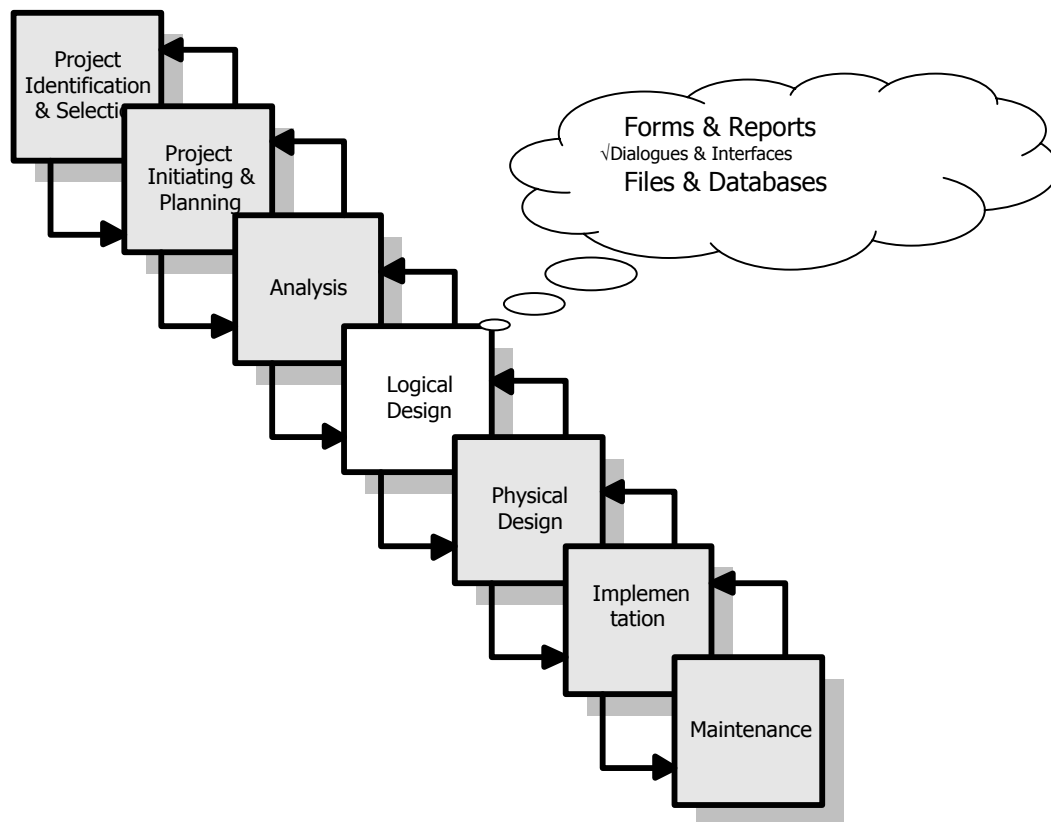 Project
Identification
& Selectio
Project
Initiating &
Planning
Analysis
Logical
Design
Physical
Design
Implemen
tation
Maintenance
Forms & Reports
√Dialogues & Interfaces
Files & Databases